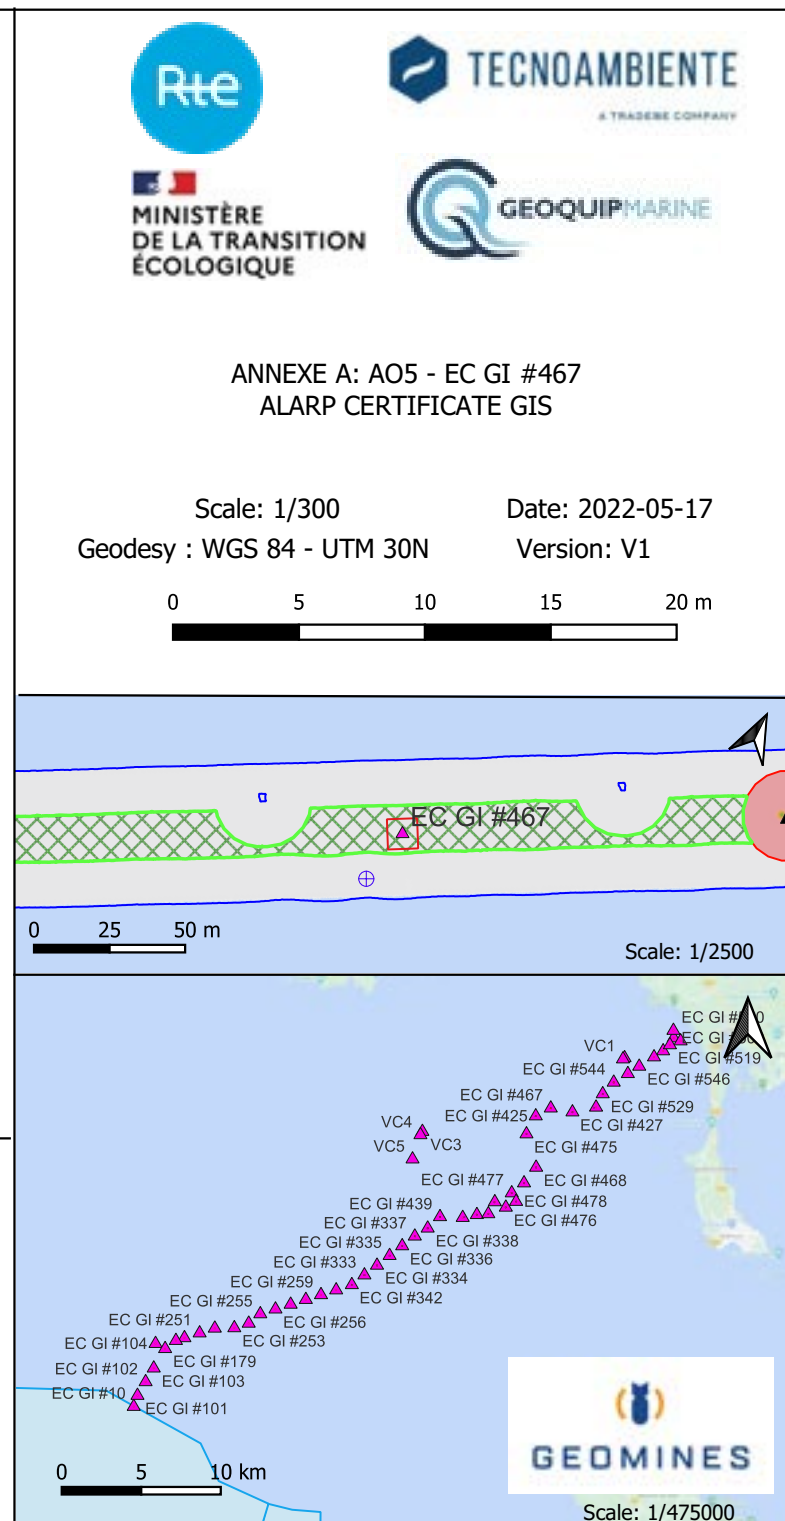 Rte
TECNOAMBIENTE
A TRADEBE COMPANY
MINISTÈRE
DE LA TRANSITION
ÉCOLOGIQUE
GEOQUIPMARINE
ANNEXE A: AO5 - EC GI #467
ALARP CERTIFICATE GIS
Scale: 1/300
Date: 2022-05-17
Geodesy : WGS 84 - UTM 30N
Version: V1
0 5 10 15 20 m
EC GI #467
0 25 50 m
Scale: 1/2500
EC GI
VC1
EC GI #519
EC GI #544
EC GI #546
EC GI #467
EC GI #529
EC GI #425
EC GI #427
VC4
VC3
EC GI #475
VC5
EC GI #477
EC GI #468
EC GI #478
EC GI #439
EC GI #476
EC GI #337
EC GI #338
EC GI #335
EC GI #336
EC GI #333
EC GI #334
EC GI #259
EC GI #342
EC GI #255
EC GI #256
EC GI #251
EC GI #253
EC GI #104
EC GI #179
EC GI #102
EC GI #103
EC GI #10
EC GI #101
0 5 10 km
GEOMINES
Scale: 1/475000